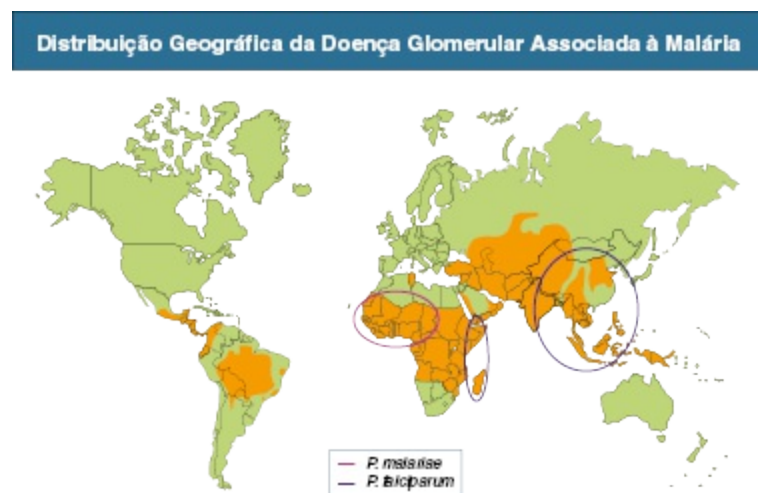 Distribuição Geográfica da Doença Glomerular Associada à Malária
P. malariae
P. falciparum